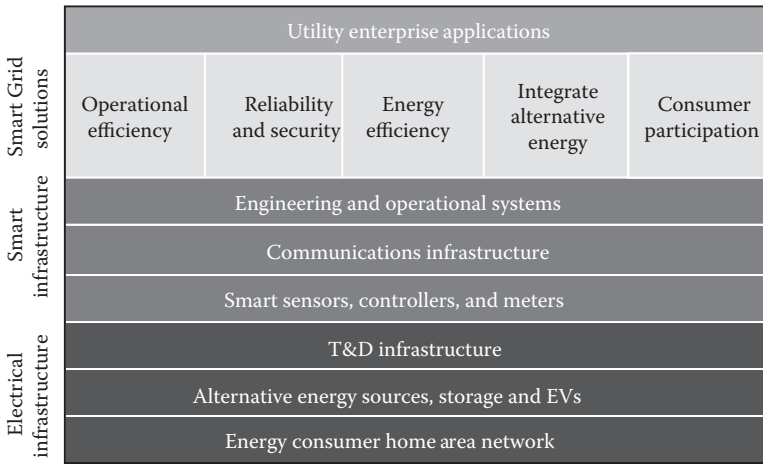 Smart Grid
solutions
Utility enterprise applications
Operational
efficiency
Reliability
and security
Energy
efficiency
Integrate
alternative
energy
Consumer
participation
Smart
infrastructure
Engineering and operational systems
Communications infrastructure
Smart sensors, controllers, and meters
Electrical
infrastructure
T&D infrastructure
Alternative energy sources, storage and EVs
Energy consumer home area network